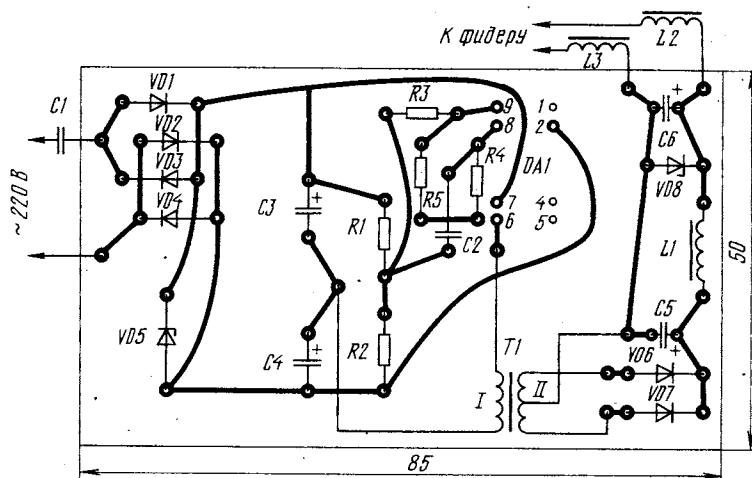 К фидеру
L2
L3
C1
VD1
VD2
VD3
VD4
~220 В
R3
9
8
1
2
C6
+
DA1
VD8
R4
R5
C3
+
R1
7
6
4
5
C2
L1
50
VD5
C4
+
R2
T1
C5
+
VD6
VD7
I
II
85